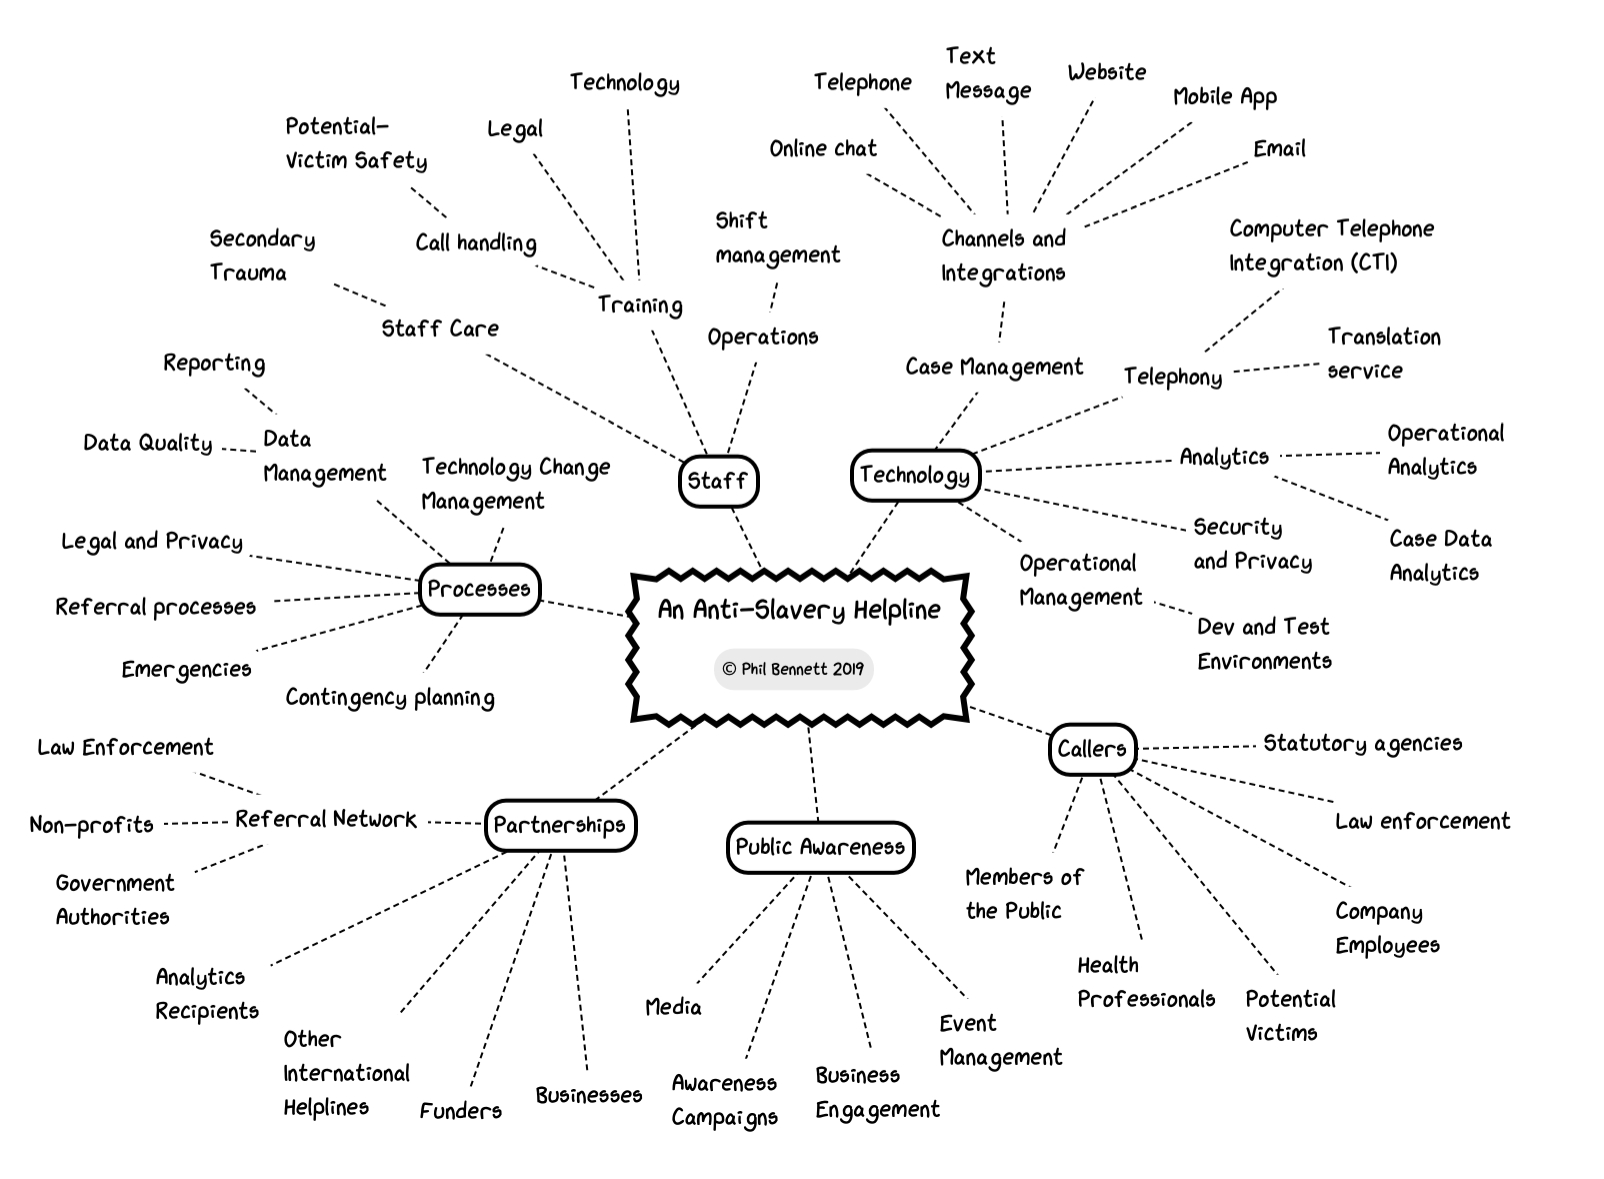 Text
Message
Website
Technology
Telephone
Mobile App
Potential-
Victim Safety
Legal
Online chat
Email
Secondary
Trauma
Call handling
Shift
management
Channels and
Integrations
Computer Telephone
Integration (CTI)
Training
Staff Care
Operations
Reporting
Case Management
Telephony
Translation
service
Data Quality
Data
Management
Technology Change
Management
Staff
Technology
Analytics
Operational
Analytics
Legal and Privacy
Security
and Privacy
Case Data
Analytics
Operational
Management
Processes
Referral processes
An Anti-Slavery Helpline
Dev and Test
Environments
Emergencies
© Phil Bennett 2019
Contingency planning
Law Enforcement
Callers
Statutory agencies
Non-profits
Referral Network
Partnerships
Public Awareness
Law enforcement
Government
Authorities
Members of
the Public
Company
Employees
Analytics
Recipients
Health
Professionals
Potential
Victims
Media
Event
Management
Other
International
Helplines
Funders
Businesses
Awareness
Campaigns
Business
Engagement